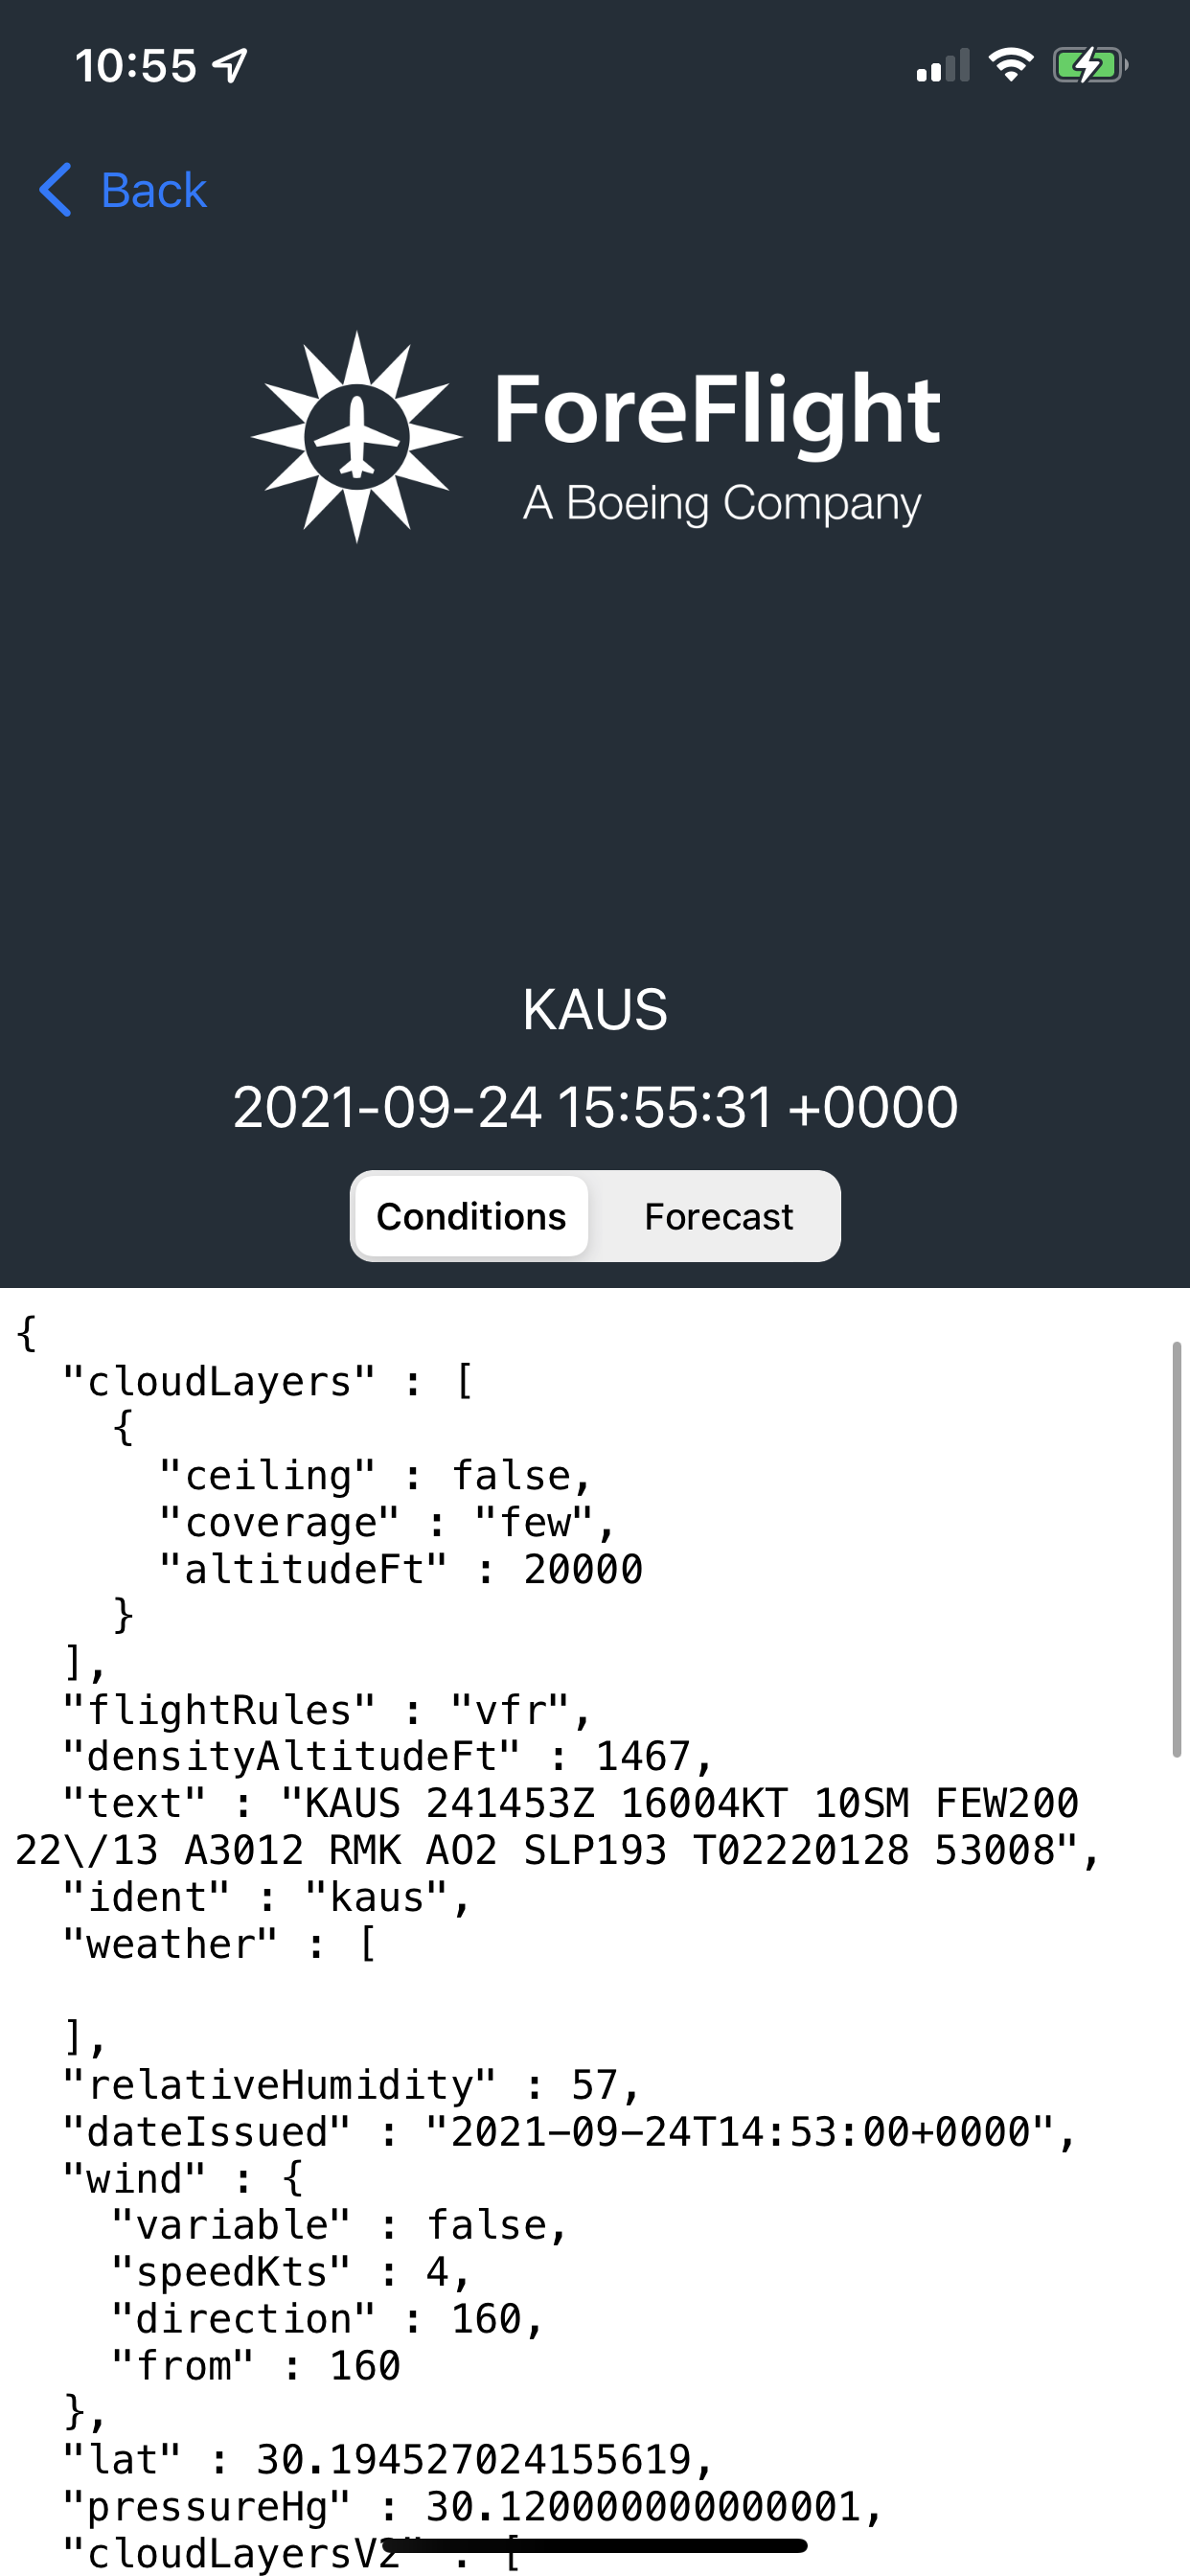 10:55
Back
ForeFlight
A Boeing Company
KAUS
2021-09-24 15:55:31 +0000
Conditions Forecast
{
  "cloudLayers" : [
    {
      "ceiling" : false,
      "coverage" : "few",
      "altitudeFt" : 20000
    }
  ],
  "flightRules" : "vfr",
  "densityAltitudeFt" : 1467,
  "text" : "KAUS 241453Z 16004KT 10SM FEW200
22\/13 A3012 RMK AO2 SLP193 T02220128 53008",
  "ident" : "kaus",
  "weather" : [

  ],
  "relativeHumidity" : 57,
  "dateIssued" : "2021-09-24T14:53:00+0000",
  "wind" : {
    "variable" : false,
    "speedKts" : 4,
    "direction" : 160,
    "from" : 160
  },
  "lat" : 30.194527024155619,
  "pressureHg" : 30.120000000000001,
  "cloudLayersV2" : [